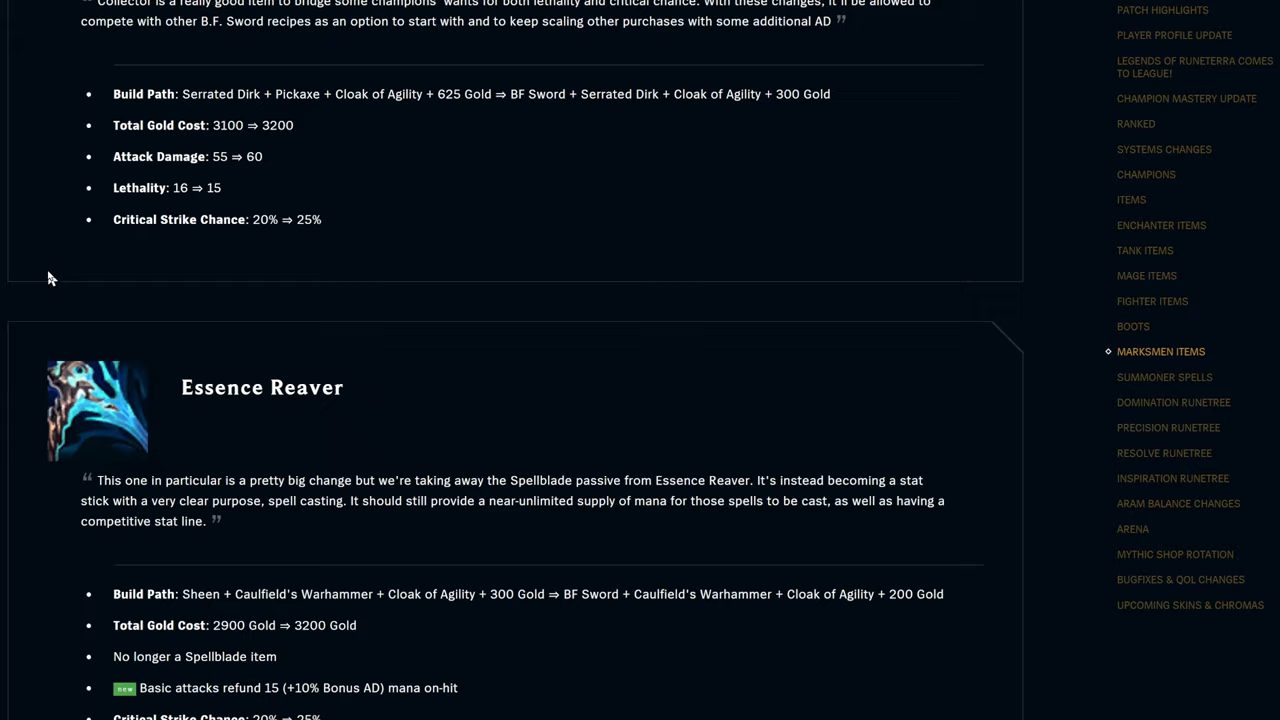 “ Collector is a really good item to bridge some champions' wants for both lethality and critical chance. With these changes, it'll be allowed to
compete with other B.F. Sword recipes as an option to start with and to keep scaling other purchases with some additional AD ”
• Build Path: Serrated Dirk + Pickaxe + Cloak of Agility + 625 Gold ⇒ BF Sword + Serrated Dirk + Cloak of Agility + 300 Gold
• Total Gold Cost: 3100 ⇒ 3200
• Attack Damage: 55 ⇒ 60
• Lethality: 16 ⇒ 15
• Critical Strike Chance: 20% ⇒ 25%
Essence Reaver
“ This one in particular is a pretty big change but we're taking away the Spellblade passive from Essence Reaver. It's instead becoming a stat
stick with a very clear purpose, spell casting. It should still provide a near-unlimited supply of mana for those spells to be cast, as well as having a
competitive stat line. ”
• Build Path: Sheen + Caulfield's Warhammer + Cloak of Agility + 300 Gold ⇒ BF Sword + Caulfield's Warhammer + Cloak of Agility + 200 Gold
• Total Gold Cost: 2900 Gold ⇒ 3200 Gold
• No longer a Spellblade item
• new Basic attacks refund 15 (+10% Bonus AD) mana on-hit
Critical Strike Chance: 20% ⇒ 25%
PATCH HIGHLIGHTS
PLAYER PROFILE UPDATE
LEGENDS OF RUNETERRA COMES
TO LEAGUE!
CHAMPION MASTERY UPDATE
RANKED
SYSTEMS CHANGES
CHAMPIONS
ITEMS
ENCHANTER ITEMS
TANK ITEMS
MAGE ITEMS
FIGHTER ITEMS
BOOTS
MARKSMEN ITEMS
SUMMONER SPELLS
DOMINATION RUNETREE
PRECISION RUNETREE
RESOLVE RUNETREE
INSPIRATION RUNETREE
ARAM BALANCE CHANGES
ARENA
MYTHIC SHOP ROTATION
BUGFIXES & QOL CHANGES
UPCOMING SKINS & CHROMAS